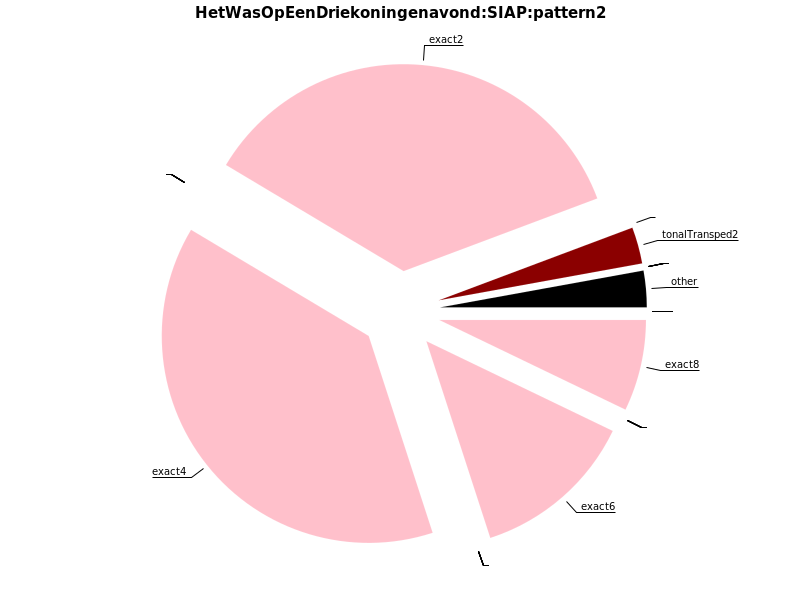 HetWasOpEenDriekoningenavond:SIAP:pattern2
exact2
tonalTransped2
other
exact8
exact4
exact6